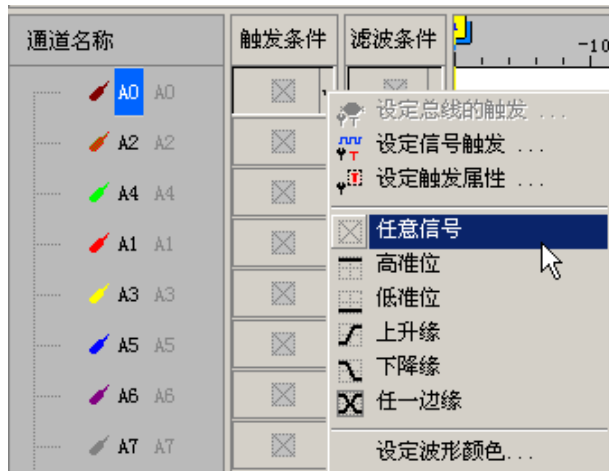 通道名称 触发条件 滤波条件 -10
A0 A0
设定总线的触发 ...
A2 A2 设定信号触发 ...
A4 A4 设定触发属性 ...
A1 A1 任意信号
高准位
A3 A3 低准位
A5 A5 上升缘
下降缘
A6 A6 任一边缘
A7 A7 设定波形颜色...